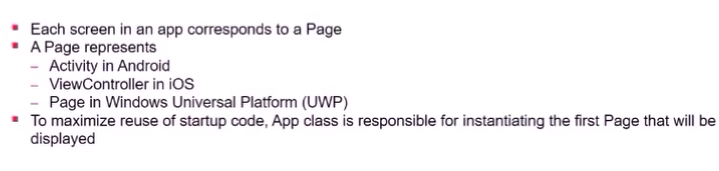 ▪ Each screen in an app corresponds to a Page
▪ A Page represents
– Activity in Android
– ViewController in iOS
– Page in Windows Universal Platform (UWP)
▪ To maximize reuse of startup code, App class is responsible for instantiating the first Page that will be
displayed